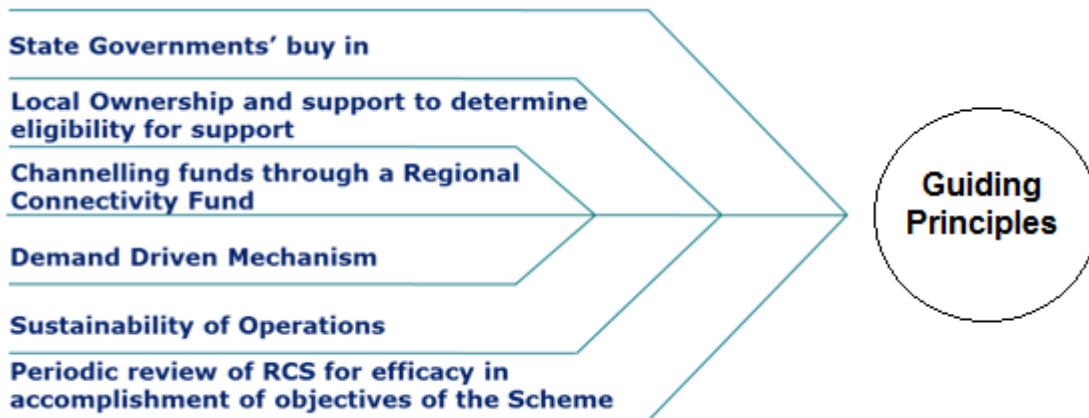 State Governments’ buy in
Local Ownership and support to determine
eligibility for support
Channelling funds through a Regional
Connectivity Fund
Demand Driven Mechanism
Sustainability of Operations
Periodic review of RCS for efficacy in
accomplishment of objectives of the Scheme
Guiding
Principles